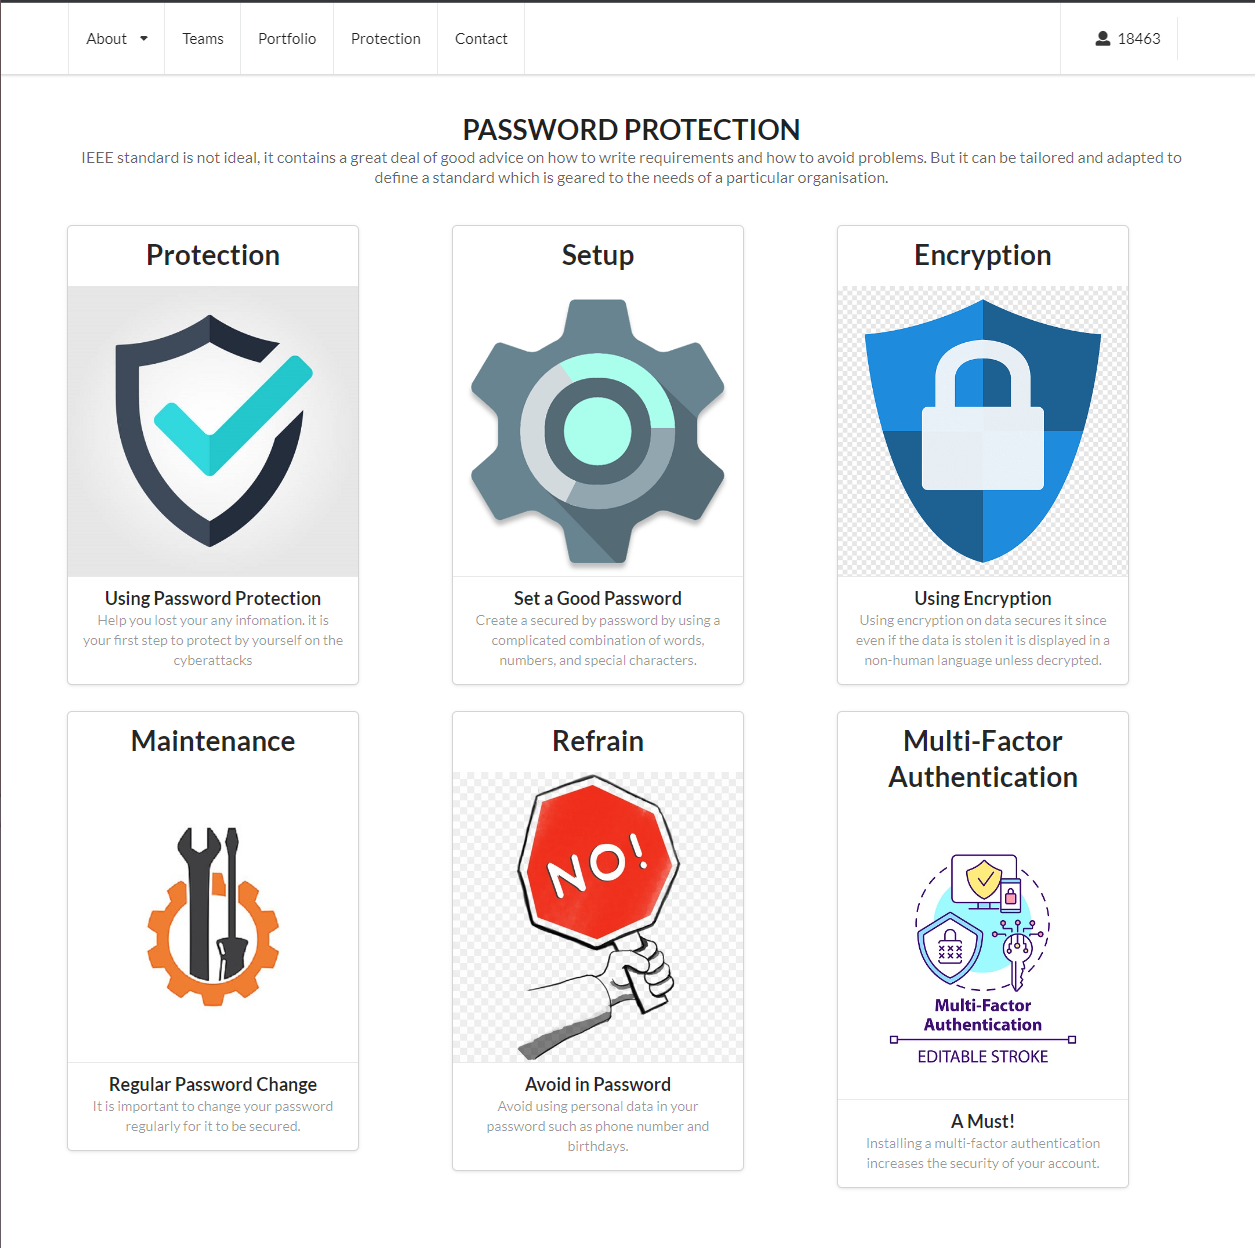 About Teams Portfolio Protection Contact 18463
PASSWORD PROTECTION
IEEE standard is not ideal, it contains a great deal of good advice on how to write requirements and how to avoid problems. But it can be tailored and adapted to
define a standard which is geared to the needs of a particular organisation.
Protection
Using Password Protection
Help you lost your any infomation. it is
your first step to protect by yourself on the
cyberattacks
Setup
Set a Good Password
Create a secured by password by using a
complicated combination of words,
numbers, and special characters.
Encryption
Using Encryption
Using encryption on data secures it since
even if the data is stolen it is displayed in a
non-human language unless decrypted.
Maintenance
Regular Password Change
It is important to change your password
regularly for it to be secured.
Refrain
NO!
Avoid in Password
Avoid using personal data in your
password such as phone number and
birthdays.
Multi-Factor
Authentication
Multi-Factor
Authentication
EDITABLE STROKE
A Must!
Installing a multi-factor authentication
increases the security of your account.